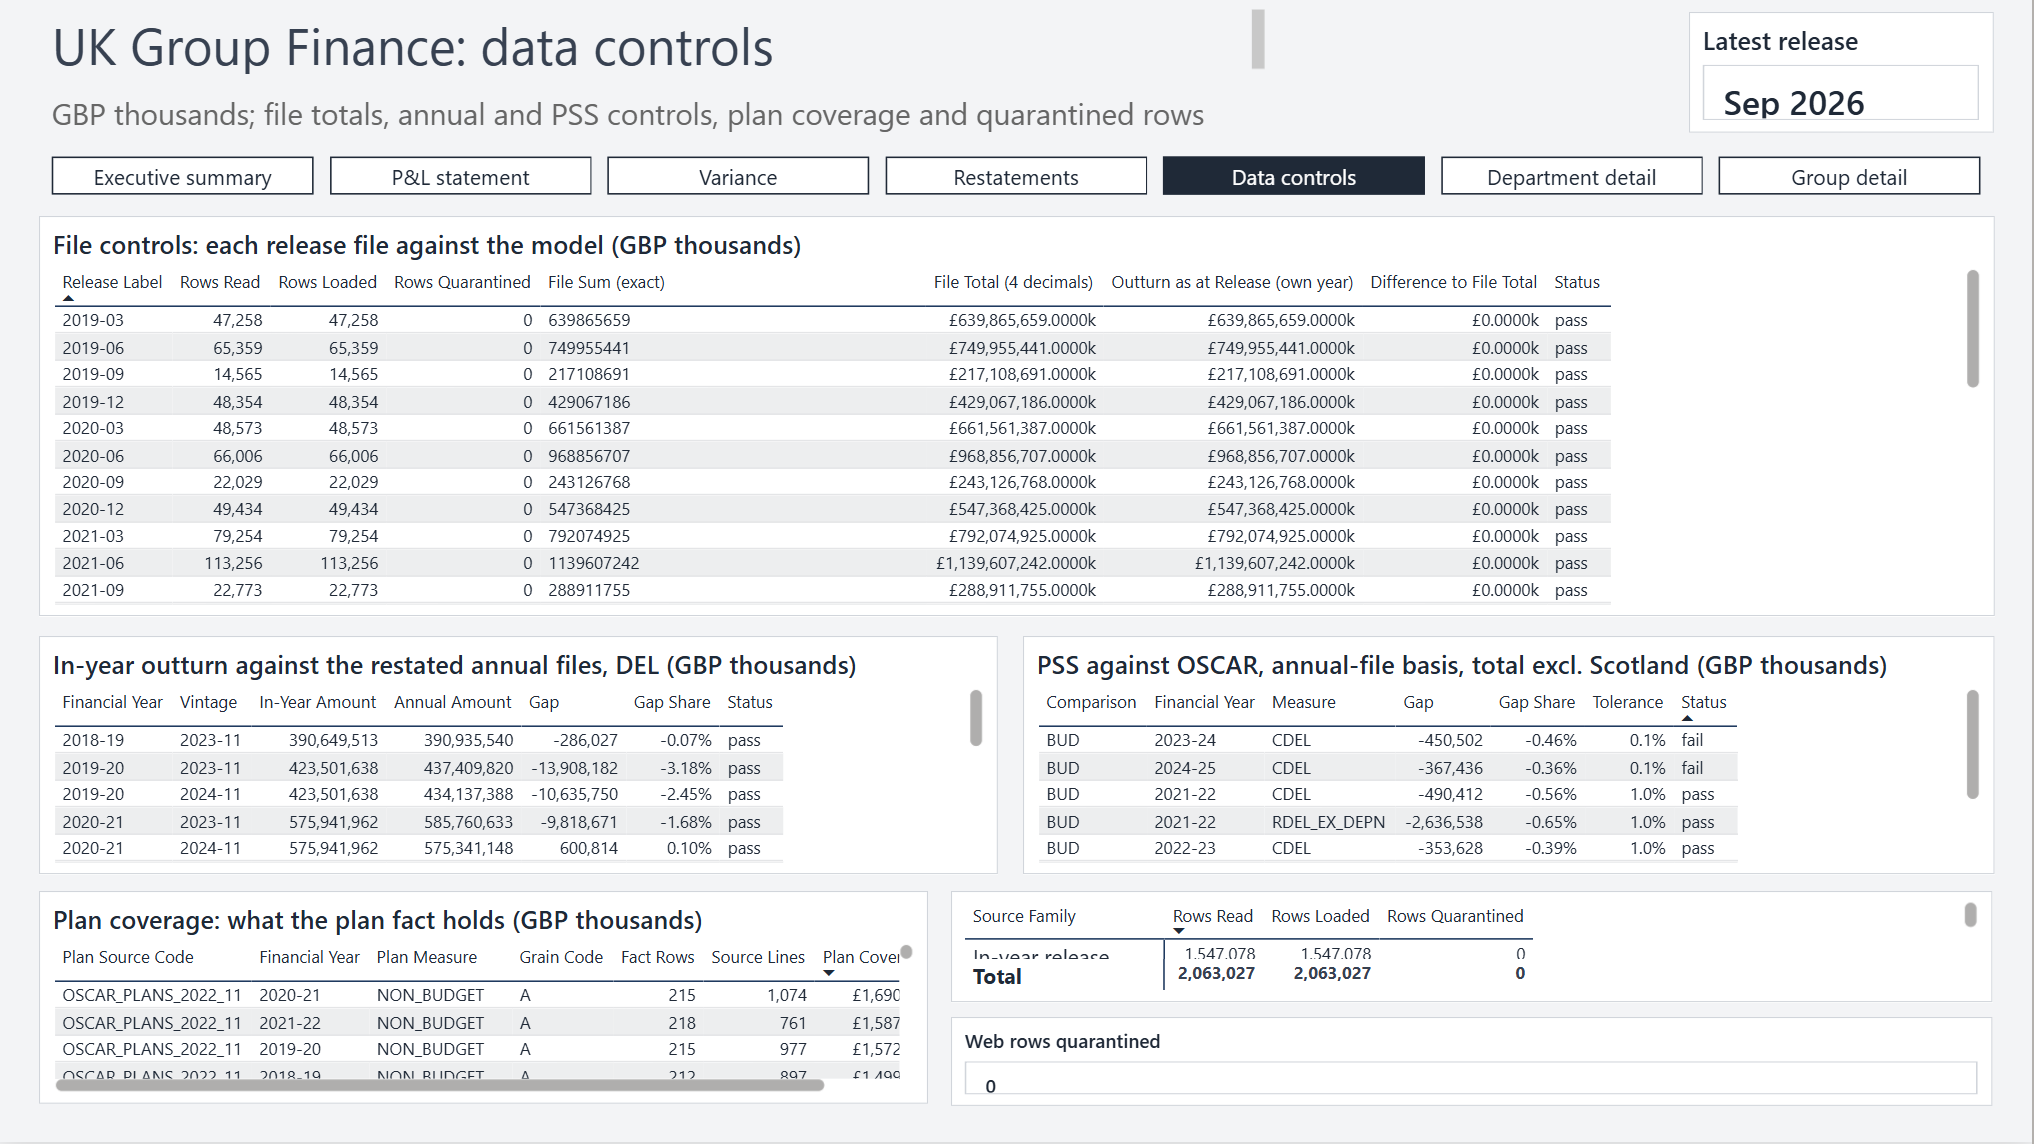 UK Group Finance: data controls
GBP thousands; file totals, annual and PSS controls, plan coverage and quarantined rows
Latest release
Sep 2026
Executive summary P&L statement Variance Restatements Data controls Department detail Group detail
File controls: each release file against the model (GBP thousands)
Release Label Rows Read Rows Loaded Rows Quarantined File Sum (exact) File Total (4 decimals) Outturn as at Release (own year) Difference to File Total Status
2019-03 47,258 47,258 0 639865659 £639,865,659.0000k £639,865,659.0000k £0.0000k pass
2019-06 65,359 65,359 0 749955441 £749,955,441.0000k £749,955,441.0000k £0.0000k pass
2019-09 14,565 14,565 0 217108691 £217,108,691.0000k £217,108,691.0000k £0.0000k pass
2019-12 48,354 48,354 0 429067186 £429,067,186.0000k £429,067,186.0000k £0.0000k pass
2020-03 48,573 48,573 0 661561387 £661,561,387.0000k £661,561,387.0000k £0.0000k pass
2020-06 66,006 66,006 0 968856707 £968,856,707.0000k £968,856,707.0000k £0.0000k pass
2020-09 22,029 22,029 0 243126768 £243,126,768.0000k £243,126,768.0000k £0.0000k pass
2020-12 49,434 49,434 0 547368425 £547,368,425.0000k £547,368,425.0000k £0.0000k pass
2021-03 79,254 79,254 0 792074925 £792,074,925.0000k £792,074,925.0000k £0.0000k pass
2021-06 113,256 113,256 0 1139607242 £1,139,607,242.0000k £1,139,607,242.0000k £0.0000k pass
2021-09 22,773 22,773 0 288911755 £288,911,755.0000k £288,911,755.0000k £0.0000k pass
In-year outturn against the restated annual files, DEL (GBP thousands)
Financial Year Vintage In-Year Amount Annual Amount Gap Gap Share Status
2018-19 2023-11 390,649,513 390,935,540 -286,027 -0.07% pass
2019-20 2023-11 423,501,638 437,409,820 -13,908,182 -3.18% pass
2019-20 2024-11 423,501,638 434,137,388 -10,635,750 -2.45% pass
2020-21 2023-11 575,941,962 585,760,633 -9,818,671 -1.68% pass
2020-21 2024-11 575,941,962 575,341,148 600,814 0.10% pass
PSS against OSCAR, annual-file basis, total excl. Scotland (GBP thousands)
Comparison Financial Year Measure Gap Gap Share Tolerance Status
BUD 2023-24 CDEL -450,502 -0.46% 0.1% fail
BUD 2024-25 CDEL -367,436 -0.36% 0.1% fail
BUD 2021-22 CDEL -490,412 -0.56% 1.0% pass
BUD 2021-22 RDEL_EX_DEPN -2,636,538 -0.65% 1.0% pass
BUD 2022-23 CDEL -353,628 -0.39% 1.0% pass
Plan coverage: what the plan fact holds (GBP thousands)
Plan Source Code Financial Year Plan Measure Grain Code Fact Rows Source Lines Plan Cover
OSCAR_PLANS_2022_11 2020-21 NON_BUDGET A 215 1,074 £1,690
OSCAR_PLANS_2022_11 2021-22 NON_BUDGET A 218 761 £1,587
OSCAR_PLANS_2022_11 2019-20 NON_BUDGET A 215 977 £1,572
OSCAR_PLANS_2022_11 2018-19 NON_BUDGET A 212 897 £1,499
Source Family Rows Read Rows Loaded Rows Quarantined
In-year release 1,547,078 1,547,078 0
Total 2,063,027 2,063,027 0
Web rows quarantined
0